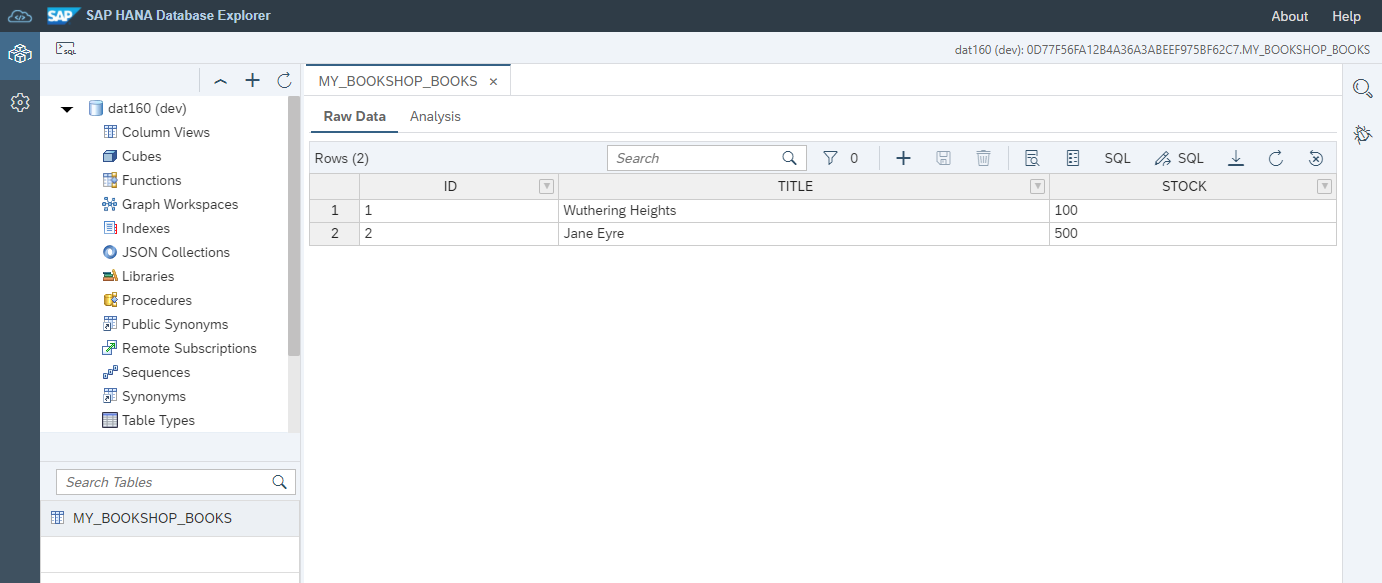 SAP SAP HANA Database Explorer About Help
SQL dat160 (dev): 0D77F56FA12B4A36A3ABEEF975BF62C7.MY_BOOKSHOP_BOOKS
MY_BOOKSHOP_BOOKS ×
dat160 (dev)
Column Views
Cubes
Functions
Graph Workspaces
Indexes
JSON Collections
Libraries
Procedures
Public Synonyms
Remote Subscriptions
Sequences
Synonyms
Table Types
Search Tables
MY_BOOKSHOP_BOOKS
Raw Data Analysis
Rows (2) Search 0 SQL SQL
ID TITLE STOCK
1 1 Wuthering Heights 100
2 2 Jane Eyre 500